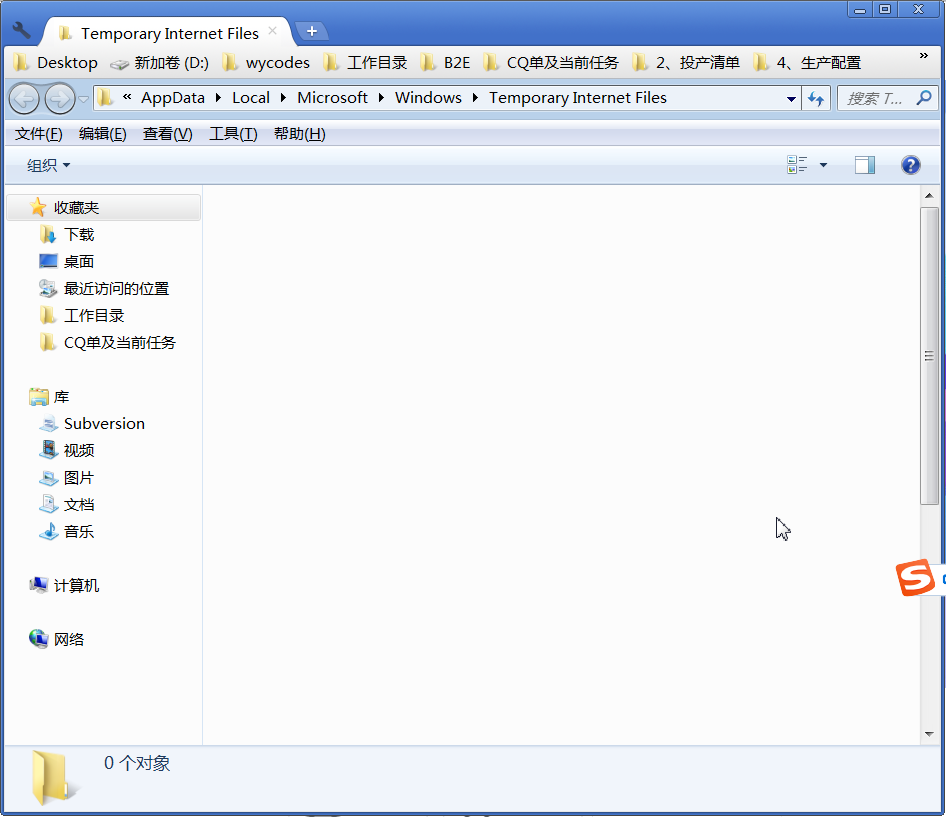 Temporary Internet Files
Desktop 新加卷 (D:) wycodes 工作目录 B2E CQ单及当前任务 2、投产清单 4、生产配置 »
« AppData Local Microsoft Windows Temporary Internet Files 搜索 T...
文件(F) 编辑(E) 查看(V) 工具(T) 帮助(H)
组织
收藏夹
下载
桌面
最近访问的位置
工作目录
CQ单及当前任务
库
Subversion
视频
图片
文档
音乐
计算机
网络
0 个对象